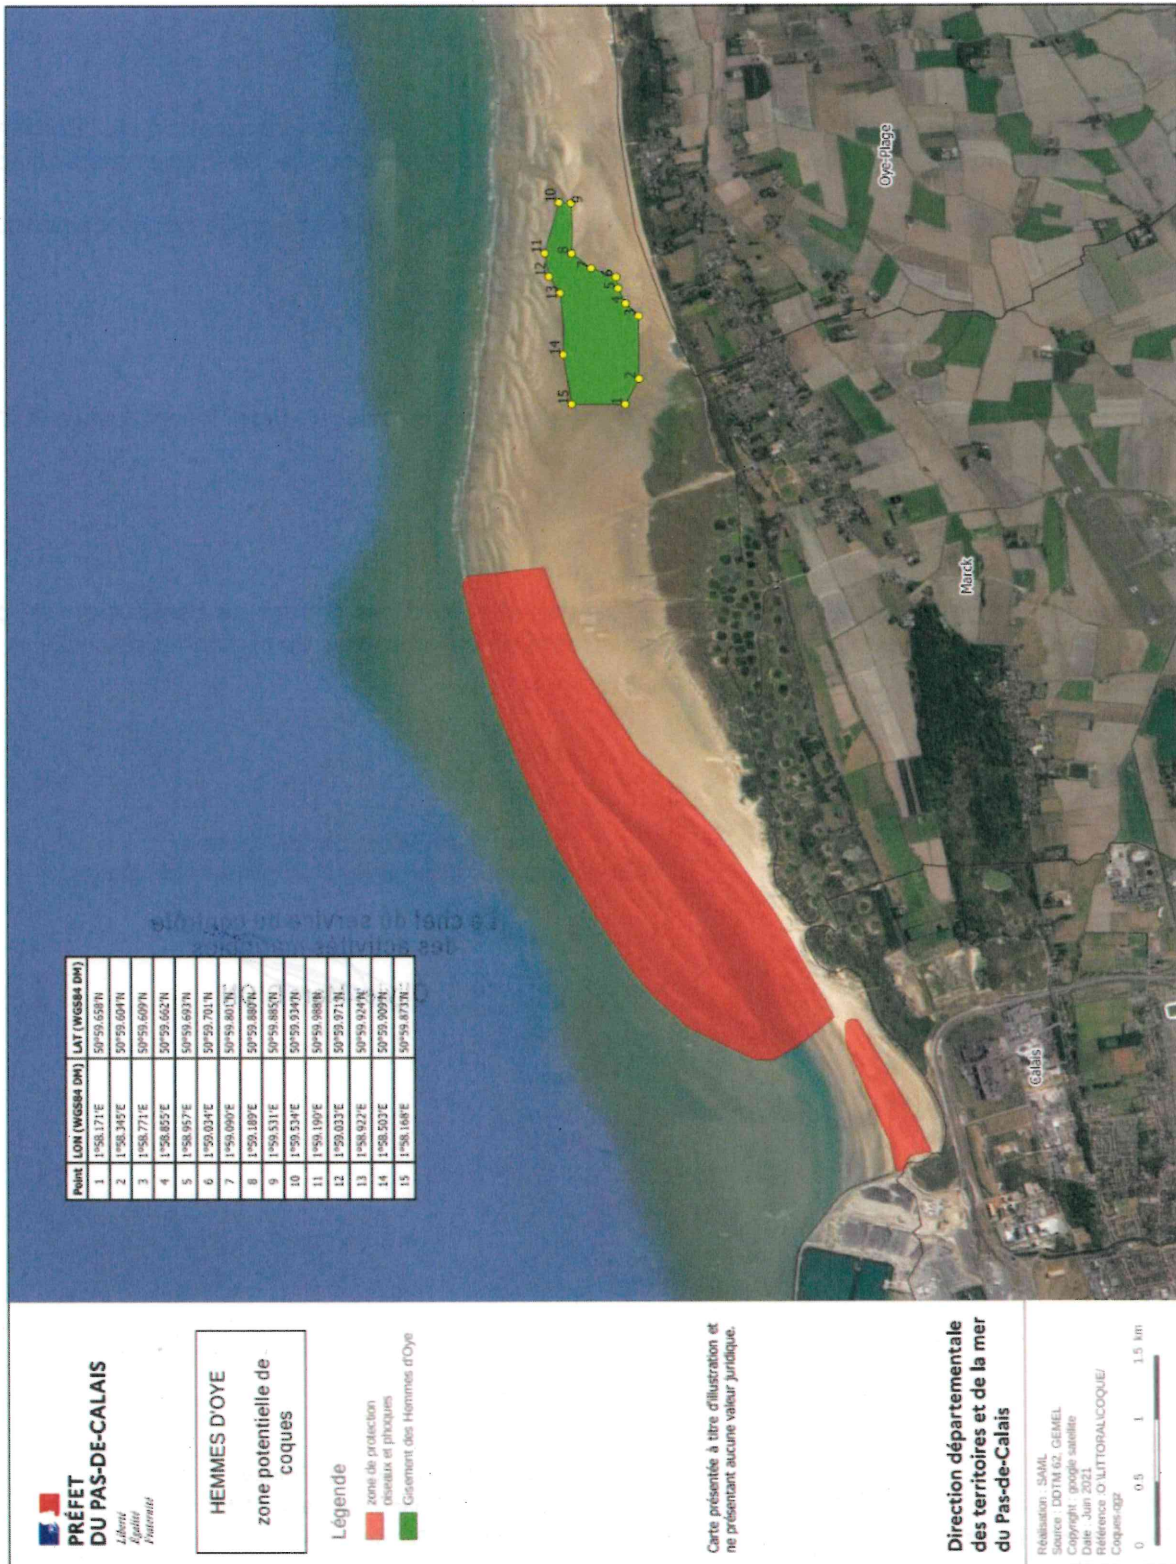 PRÉFET
DU PAS-DE-CALAIS
Liberté
Égalité
Fraternité
HEMMES D'OYE
zone potentielle de
coques
Légende
zone de protection
oiseaux et phoques
Gisement des Hemmes d'Oye
Carte présentée à titre d'illustration et
ne présentant aucune valeur juridique.
Direction départementale
des territoires et de la mer
du Pas-de-Calais
Réalisation : SAML
Source : DDTM 62, GEMEL
Copyright : google satellite
Date : Juin 2021
Référence O:\LITTORAL\COQUE/
Coques.qgz
0 0.5 1 1.5 km
Point LON (WGS84 DM) LAT (WGS84 DM)
1 1°58.171'E 50°59.658'N
2 1°58.345'E 50°59.604'N
3 1°58.771'E 50°59.609'N
4 1°58.855'E 50°59.662'N
5 1°58.957'E 50°59.693'N
6 1°59.034'E 50°59.701'N
7 1°59.090'E 50°59.801'N
8 1°59.189'E 50°59.880'N
9 1°59.531'E 50°59.885'N
10 1°59.534'E 50°59.934'N
11 1°59.190'E 50°59.988'N
12 1°59.033'E 50°59.971'N
13 1°58.922'E 50°59.924'N
14 1°58.503'E 50°59.909'N
15 1°58.168'E 50°59.873'N
Le chef du service du contrôle
des activités maritimes
15
14
13
12
11
10
9
8
7
6
5
4
3
2
1
Oye-Plage
Marck
Calais